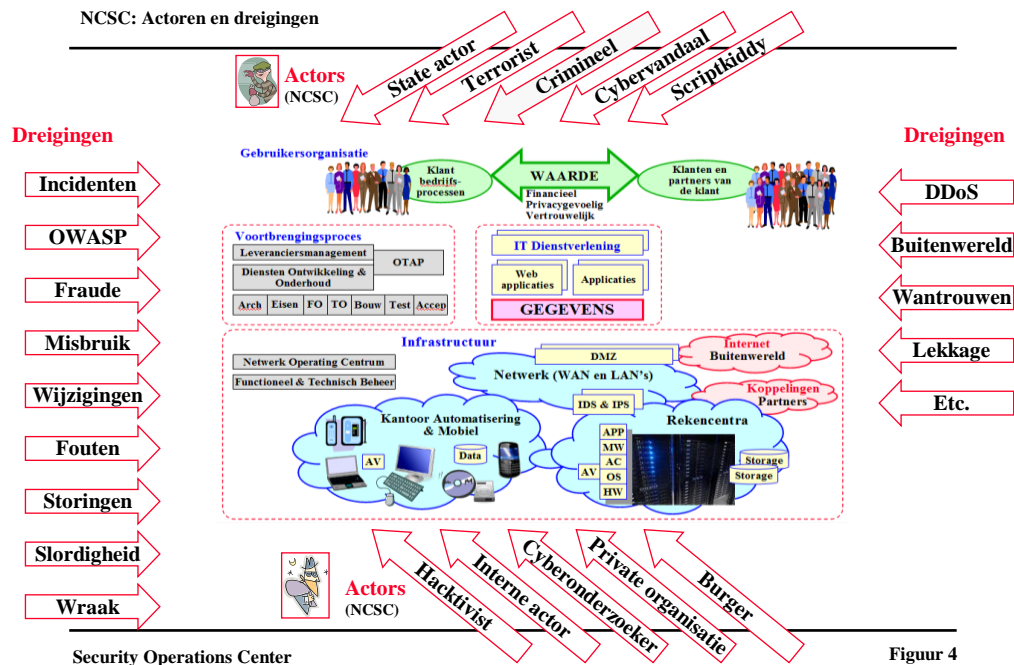 NCSC: Actoren en dreigingen
Actors
(NCSC)
State actor
Terrorist
Crimineel
Cybervandaal
Scriptkiddy
Dreigingen
Incidenten
OWASP
Fraude
Misbruik
Wijzigingen
Fouten
Storingen
Slordigheid
Wraak
Dreigingen
DDoS
Buitenwereld
Wantrouwen
Lekkage
Etc.
Gebruikersorganisatie
Klant
bedrijfs-
processen
WAARDE
Financieel
Privacygevoelig
Vertrouwelijk
Klanten en
partners van
de klant
Voortbrengingsproces
Leveranciersmanagement
Diensten Ontwikkeling &
Onderhoud
OTAP
Arch
Eisen
FO
TO
Bouw
Test
Accep
IT Dienstverlening
Web
applicaties
Applicaties
GEGEVENS
Infrastructuur
Netwerk Operating Centrum
Functioneel & Technisch Beheer
DMZ
Netwerk (WAN en LAN's)
Internet
Buitenwereld
Koppelingen
Partners
IDS & IPS
Kantoor Automatisering
& Mobiel
AV
Data
Rekencentra
APP
MW
AC
OS
HW
AV
Storage
Storage
Actors
(NCSC)
Hacktivist
Interne actor
Cyberonderzoeker
Private organisatie
Burger
Security Operations Center
Figuur 4